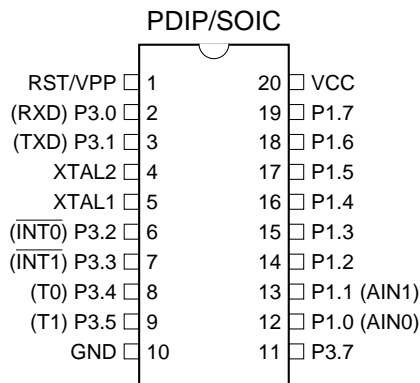 PDIP/SOIC
RST/VPP 1 20 VCC
(RXD) P3.0 2 19 P1.7
(TXD) P3.1 3 18 P1.6
XTAL2 4 17 P1.5
XTAL1 5 16 P1.4
(INT0) P3.2 6 15 P1.3
(INT1) P3.3 7 14 P1.2
(T0) P3.4 8 13 P1.1 (AIN1)
(T1) P3.5 9 12 P1.0 (AIN0)
GND 10 11 P3.7